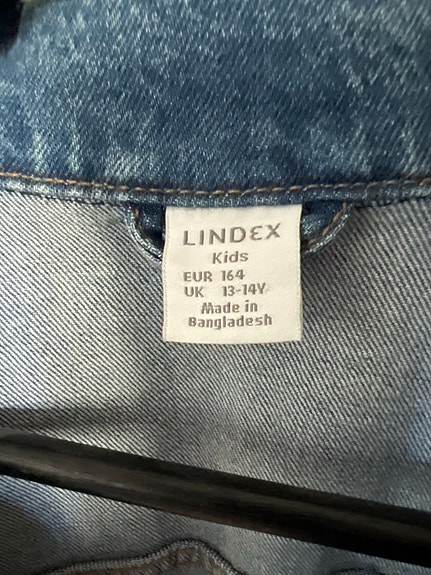 LINDEX
Kids
EUR 164
UK 13-14Y
Made in
Bangladesh